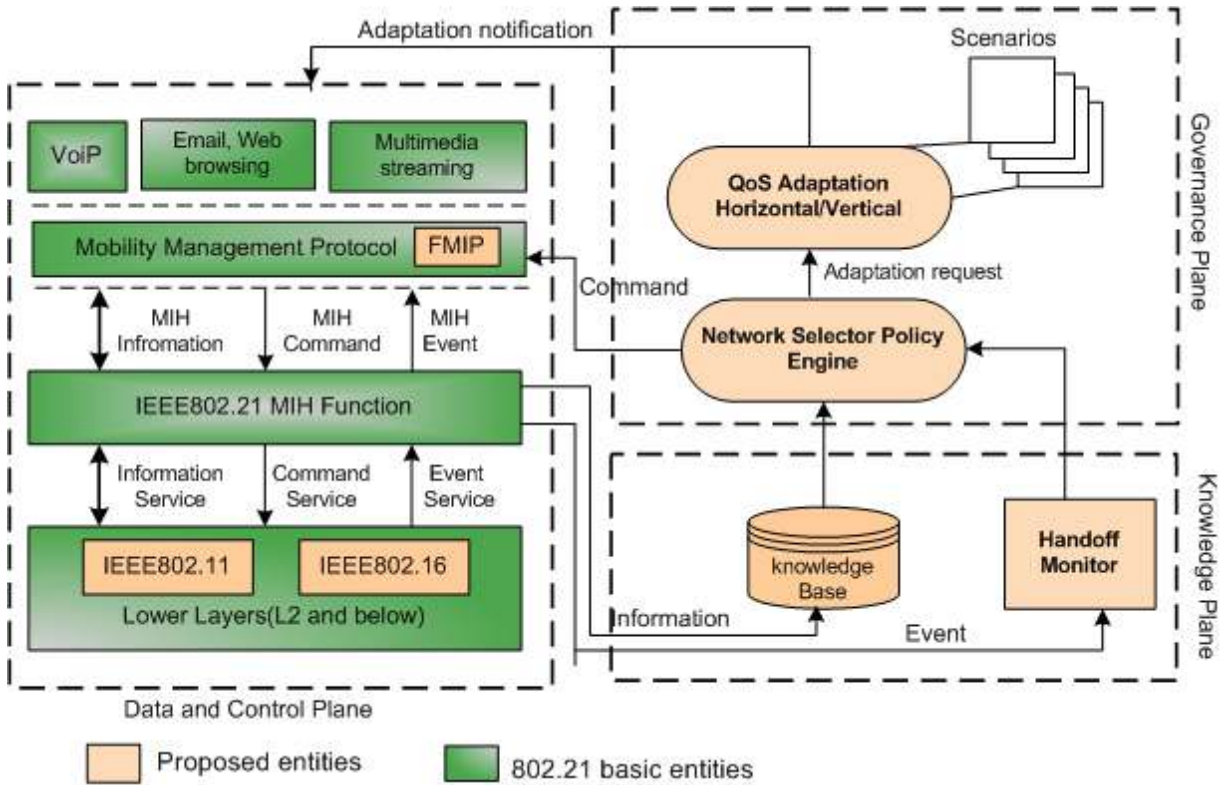 Adaptation notification
Scenarios
VoiP
Email, Web
browsing
Multimedia
streaming
QoS Adaptation
Horizontal/Vertical
Governance Plane
Mobility Management Protocol
FMIP
Adaptation request
Command
MIH
Infromation
MIH
Command
MIH
Event
Network Selector Policy
Engine
IEEE802.21 MIH Function
Information
Service
Command
Service
Event
Service
Knowledge Plane
IEEE802.11
IEEE802.16
Lower Layers(L2 and below)
knowledge
Base
Handoff
Monitor
Information
Event
Data and Control Plane
Proposed entities
802.21 basic entities